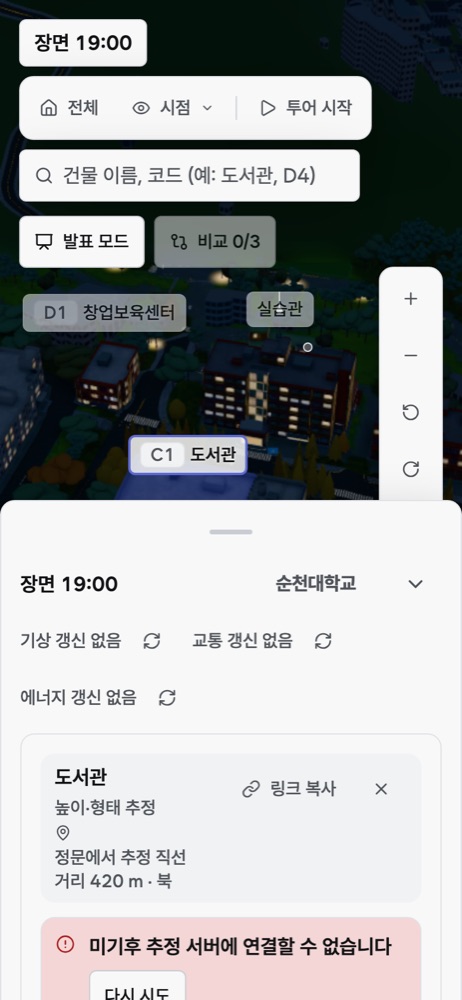 장면 19:00
전체 시점 투어 시작
건물 이름, 코드 (예: 도서관, D4)
발표 모드 비교 0/3
D1 창업보육센터 실습관
C1 도서관
장면 19:00 순천대학교
기상 갱신 없음 교통 갱신 없음
에너지 갱신 없음
도서관 링크 복사
높이·형태 추정
정문에서 추정 직선
거리 420 m · 북
미기후 추정 서버에 연결할 수 없습니다
다시 시도